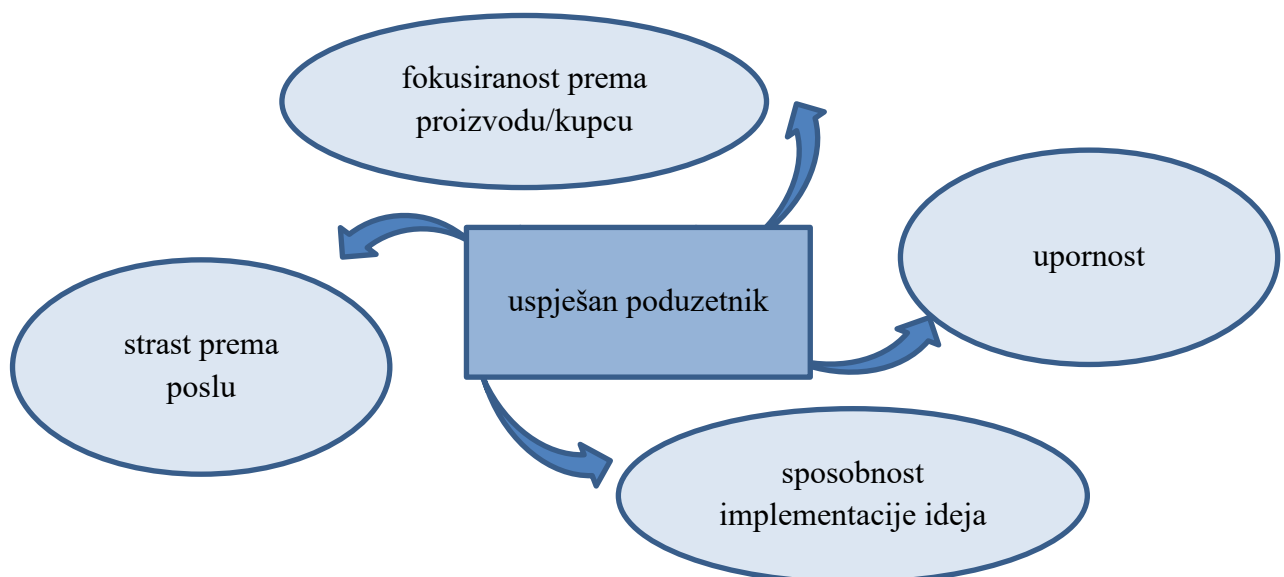 fokusiranost prema
proizvodu/kupcu
upornost
uspješan poduzetnik
strast prema
poslu
sposobnost
implementacije ideja